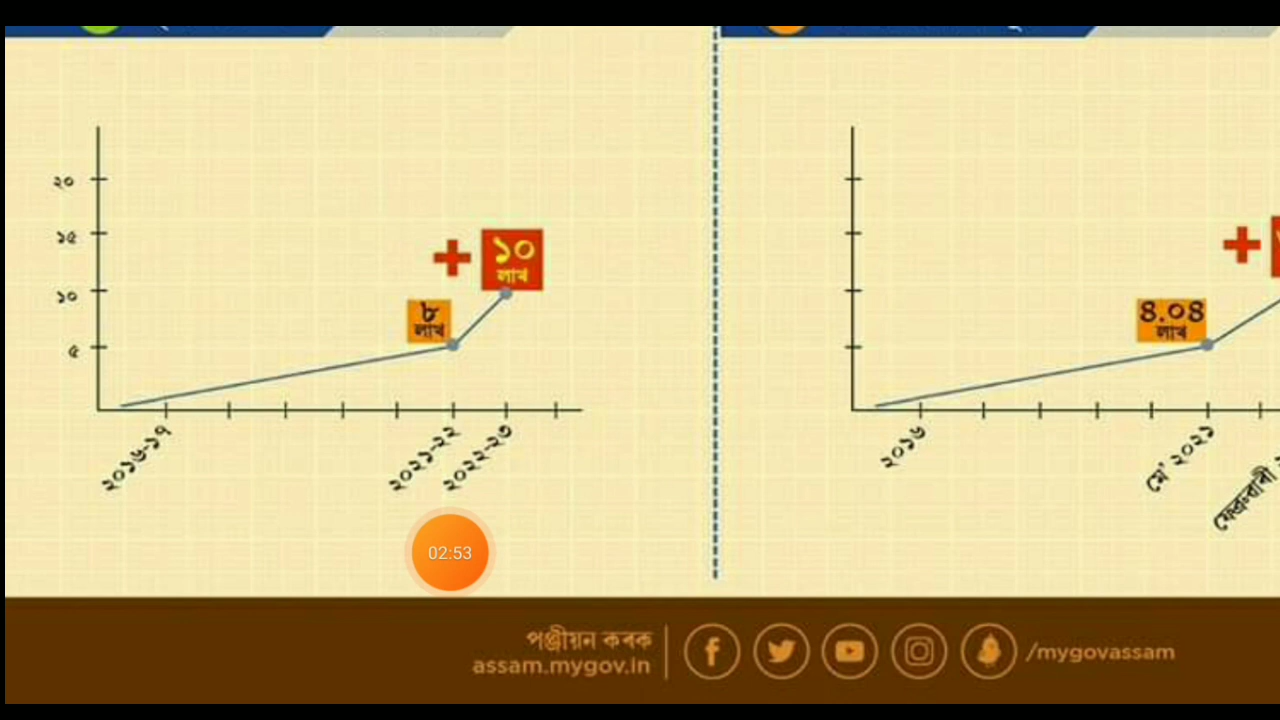 ২০
১৫
১০
৫
৮
লাখ
+
১০
লাখ
২০১৬-১৭
২০২১-২২
২০২২-২৩
৪.০৪
লাখ
+
২০১৬
মে' ২০২১
ফেব্ৰুৱাৰী
02:53
পঞ্জীয়ন কৰক
assam.mygov.in
/mygovassam